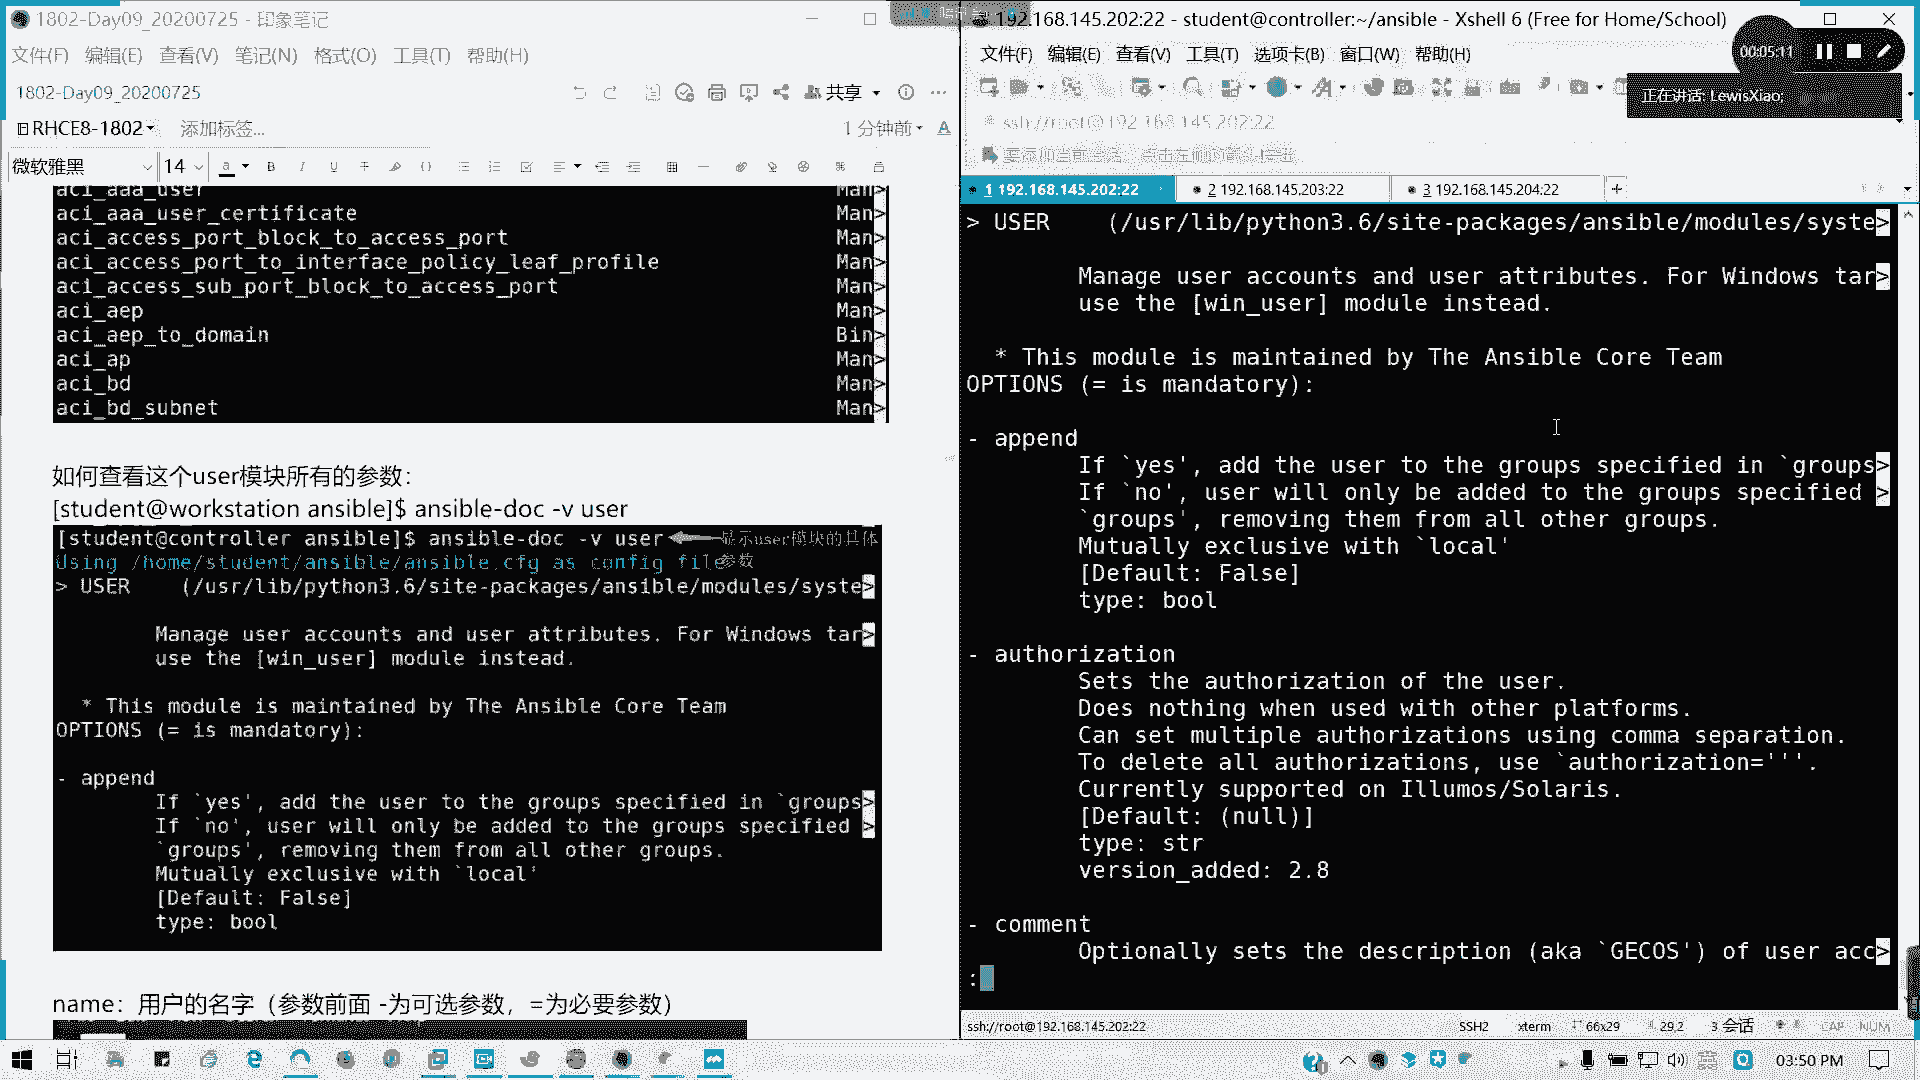 1802-Day09_20200725 - 印象笔记
文件(F) 编辑(E) 查看(V) 笔记(N) 格式(O) 工具(T) 帮助(H)
1802-Day09_20200725
共享
RHCE8-1802
添加标签...
1 分钟前
微软雅黑
14
aci_aaa_user Man>
aci_aaa_user_certificate Man>
aci_access_port_block_to_access_port Man>
aci_access_port_to_interface_policy_leaf_profile Man>
aci_access_sub_port_block_to_access_port Man>
aci_aep Man>
aci_aep_to_domain Bin>
aci_ap Man>
aci_bd Man>
aci_bd_subnet Man>
如何查看这个user模块所有的参数：
[student@workstation ansible]$ ansible-doc -v user
[student@controller ansible]$ ansible-doc -v user
显示user模块的具体参数
Using /home/student/ansible/ansible.cfg as config file
> USER (/usr/lib/python3.6/site-packages/ansible/modules/syste>
Manage user accounts and user attributes. For Windows tar>
use the [win_user] module instead.
* This module is maintained by The Ansible Core Team
OPTIONS (= is mandatory):
- append
If `yes', add the user to the groups specified in `groups>
If `no', user will only be added to the groups specified >
`groups', removing them from all other groups.
Mutually exclusive with `local'
[Default: False]
type: bool
name：用户的名字（参数前面 -为可选参数，=为必要参数）
192.168.145.202:22 - student@controller:~/ansible - Xshell 6 (Free for Home/School)
文件(F) 编辑(E) 查看(V) 工具(T) 选项卡(B) 窗口(W) 帮助(H)
00:05:11
正在讲话: LewisXiao;
ssh://root@192.168.145.202:22
要添加当前会话，点击左侧的箭头按钮。
1 192.168.145.202:22
2 192.168.145.203:22
3 192.168.145.204:22
> USER (/usr/lib/python3.6/site-packages/ansible/modules/syste>
Manage user accounts and user attributes. For Windows tar>
use the [win_user] module instead.
* This module is maintained by The Ansible Core Team
OPTIONS (= is mandatory):
- append
If `yes', add the user to the groups specified in `groups>
If `no', user will only be added to the groups specified >
`groups', removing them from all other groups.
Mutually exclusive with `local'
[Default: False]
type: bool
- authorization
Sets the authorization of the user.
Does nothing when used with other platforms.
Can set multiple authorizations using comma separation.
To delete all authorizations, use `authorization='''.
Currently supported on Illumos/Solaris.
[Default: (null)]
type: str
version_added: 2.8
- comment
Optionally sets the description (aka `GECOS') of user acc>
:
ssh://root@192.168.145.202:22
SSH2
xterm
66x29
29,2
3 会话
CAP NUM
03:50 PM